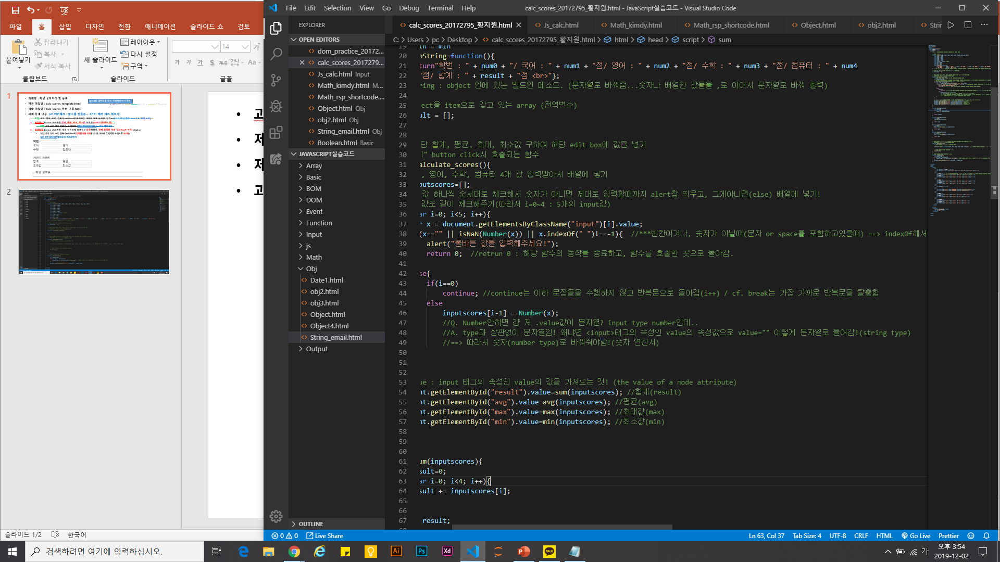 파일 홈 삽입 디자인 전환 애니메이션 슬라이드 쇼 검토
붙여넣기
잘라내기
복사
서식 복사
클립보드
새 슬라이드
레이아웃
다시 설정
구역
슬라이드
14
가
가 가 가 S 간 Aa
글꼴
1
과제명 : 학생 성적처리 및 등록
제공 파일명 : calc_scores_template.html
2
슬라이드 1/2 한국어
File Edit Selection View Go Debug Terminal Help
calc_scores_20172795_황지원.html - JavaScript실습코드 - Visual Studio Code
EXPLORER
OPEN EDITORS
dom_practice_20172...
calc_scores_2017279...
Js_calc.html Input
Math_kimdy.html M...
Math_rsp_shortcode....
Object.html Obj
obj2.html Obj
String_email.html Obj
Boolean.html Basic
JAVASCRIPT실습코드
Array
Basic
BOM
DOM
Event
Function
Input
js
Math
Obj
Date1.html
obj2.html
obj3.html
Object.html
Object4.html
String_email.html
Output
OUTLINE
calc_scores_20172795_황지원.html Js_calc.html Math_kimdy.html Math_rsp_shortcode.html Object.html obj2.html Strin
C: > Users > pc > Desktop > calc_scores_20172795_황지원.html > html > head > script > sum
19 th = min
20 oString=function(){
21 turn"학번 : " + num0 + "/ 국어 : " + num1 + "점/ 영어 : " + num2 + "점/ 수학 : " + num3 + "점/ 컴퓨터 : " + num4
22 "점/ 합계 : " + result + "점 <br>"};
23 ring : object 안에 있는 빌트인 메소드. (문자열로 바꿔줌...숫자나 배열안 값들을 ,로 이어서 문자열로 바꿔 출력)
24
25 ect을 item으로 갖고 있는 array (전역변수)
26 ult = [];
27
28
29 당 합계, 평균, 최대, 최소값 구하여 해당 edit box에 값을 넣기
30 기" button click시 호출되는 함수
31 alculate_scores(){
32 , 영어, 수학, 컴퓨터 4개 값 입력받아서 배열에 넣기
33 putscores=[];
34 값 하나씩 순서대로 체크해서 숫자가 아니면 제대로 입력할때까지 alert창 띄우고, 그게아니면(else) 배열에 넣기!
35 값도 같이 체크해주기(따라서 i=0~4 : 5개의 input값)
36 ar i=0; i<5; i++){
37 r x = document.getElementsByClassName("input")[i].value;
38 (x=="" || isNaN(Number(x)) || x.indexOf(" ")!==-1){ //***빈칸이거나, 숫자가 아닐때(문자 or space를 포함하고있을때) ==> indexOf해서
39 alert("올바른 값을 입력해주세요!");
40 return 0; //retrun 0 : 해당 함수의 동작을 종료하고, 함수를 호출한 곳으로 돌아감.
41
42 se{
43 if(i==0)
44 continue; //continue는 이하 문장들을 수행하지 않고 반복문으로 돌아감(i++) / cf. break는 가장 가까운 반복문을 탈출함
45 else
46 inputscores[i-1] = Number(x);
47 //Q. Number안하면 걍 저 .value값이 문자열? input type number인데..
48 //A. type과 상관없이 문자열임! 왜냐면 <input>태그의 속성인 value의 속성값으로 value="" 이렇게 문자열로 들어감!(string type)
49 //==> 따라서 숫자(number type)로 바꿔줘야함!(숫자 연산시)
50
51
52
53 ue : input 태그의 속성인 value의 값을 가져오는 것! (the value of a node attribute)
54 nt.getElementById("result").value=sum(inputscores); //합계(result)
55 nt.getElementById("avg").value=avg(inputscores); //평균(avg)
56 nt.getElementById("max").value=max(inputscores); //최대값(max)
57 nt.getElementById("min").value=min(inputscores); //최소값(min)
58
59
60
61 um(inputscores){
62 sult=0;
63 ar i=0; i<4; i++){
64 sult += inputscores[i];
65
66
67 result;
0 0 Live Share
Ln 63, Col 37 Tab Size: 4 UTF-8 CRLF HTML Go Live Prettier
검색하려면 여기에 입력하십시오.
Ai Ps Xd TALK
가
오후 3:54
2019-12-02